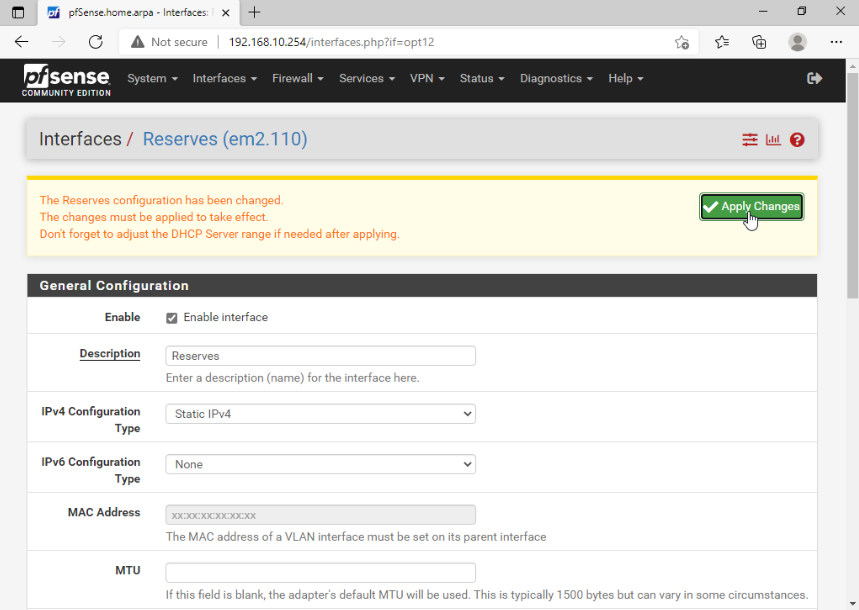 pfSense.home.arpa - Interfaces:
Not secure
192.168.10.254/interfaces.php?if=opt12
pfsense
COMMUNITY EDITION
System
Interfaces
Firewall
Services
VPN
Status
Diagnostics
Help
Interfaces / Reserves (em2.110)
The Reserves configuration has been changed.
The changes must be applied to take effect.
Don't forget to adjust the DHCP Server range if needed after applying.
Apply Changes
General Configuration
Enable
Enable interface
Description
Reserves
Enter a description (name) for the interface here.
IPv4 Configuration
Type
Static IPv4
IPv6 Configuration
Type
None
MAC Address
xx:xx:xx:xx:xx:xx
The MAC address of a VLAN interface must be set on its parent interface
MTU
If this field is blank, the adapter's default MTU will be used. This is typically 1500 bytes but can vary in some circumstances.